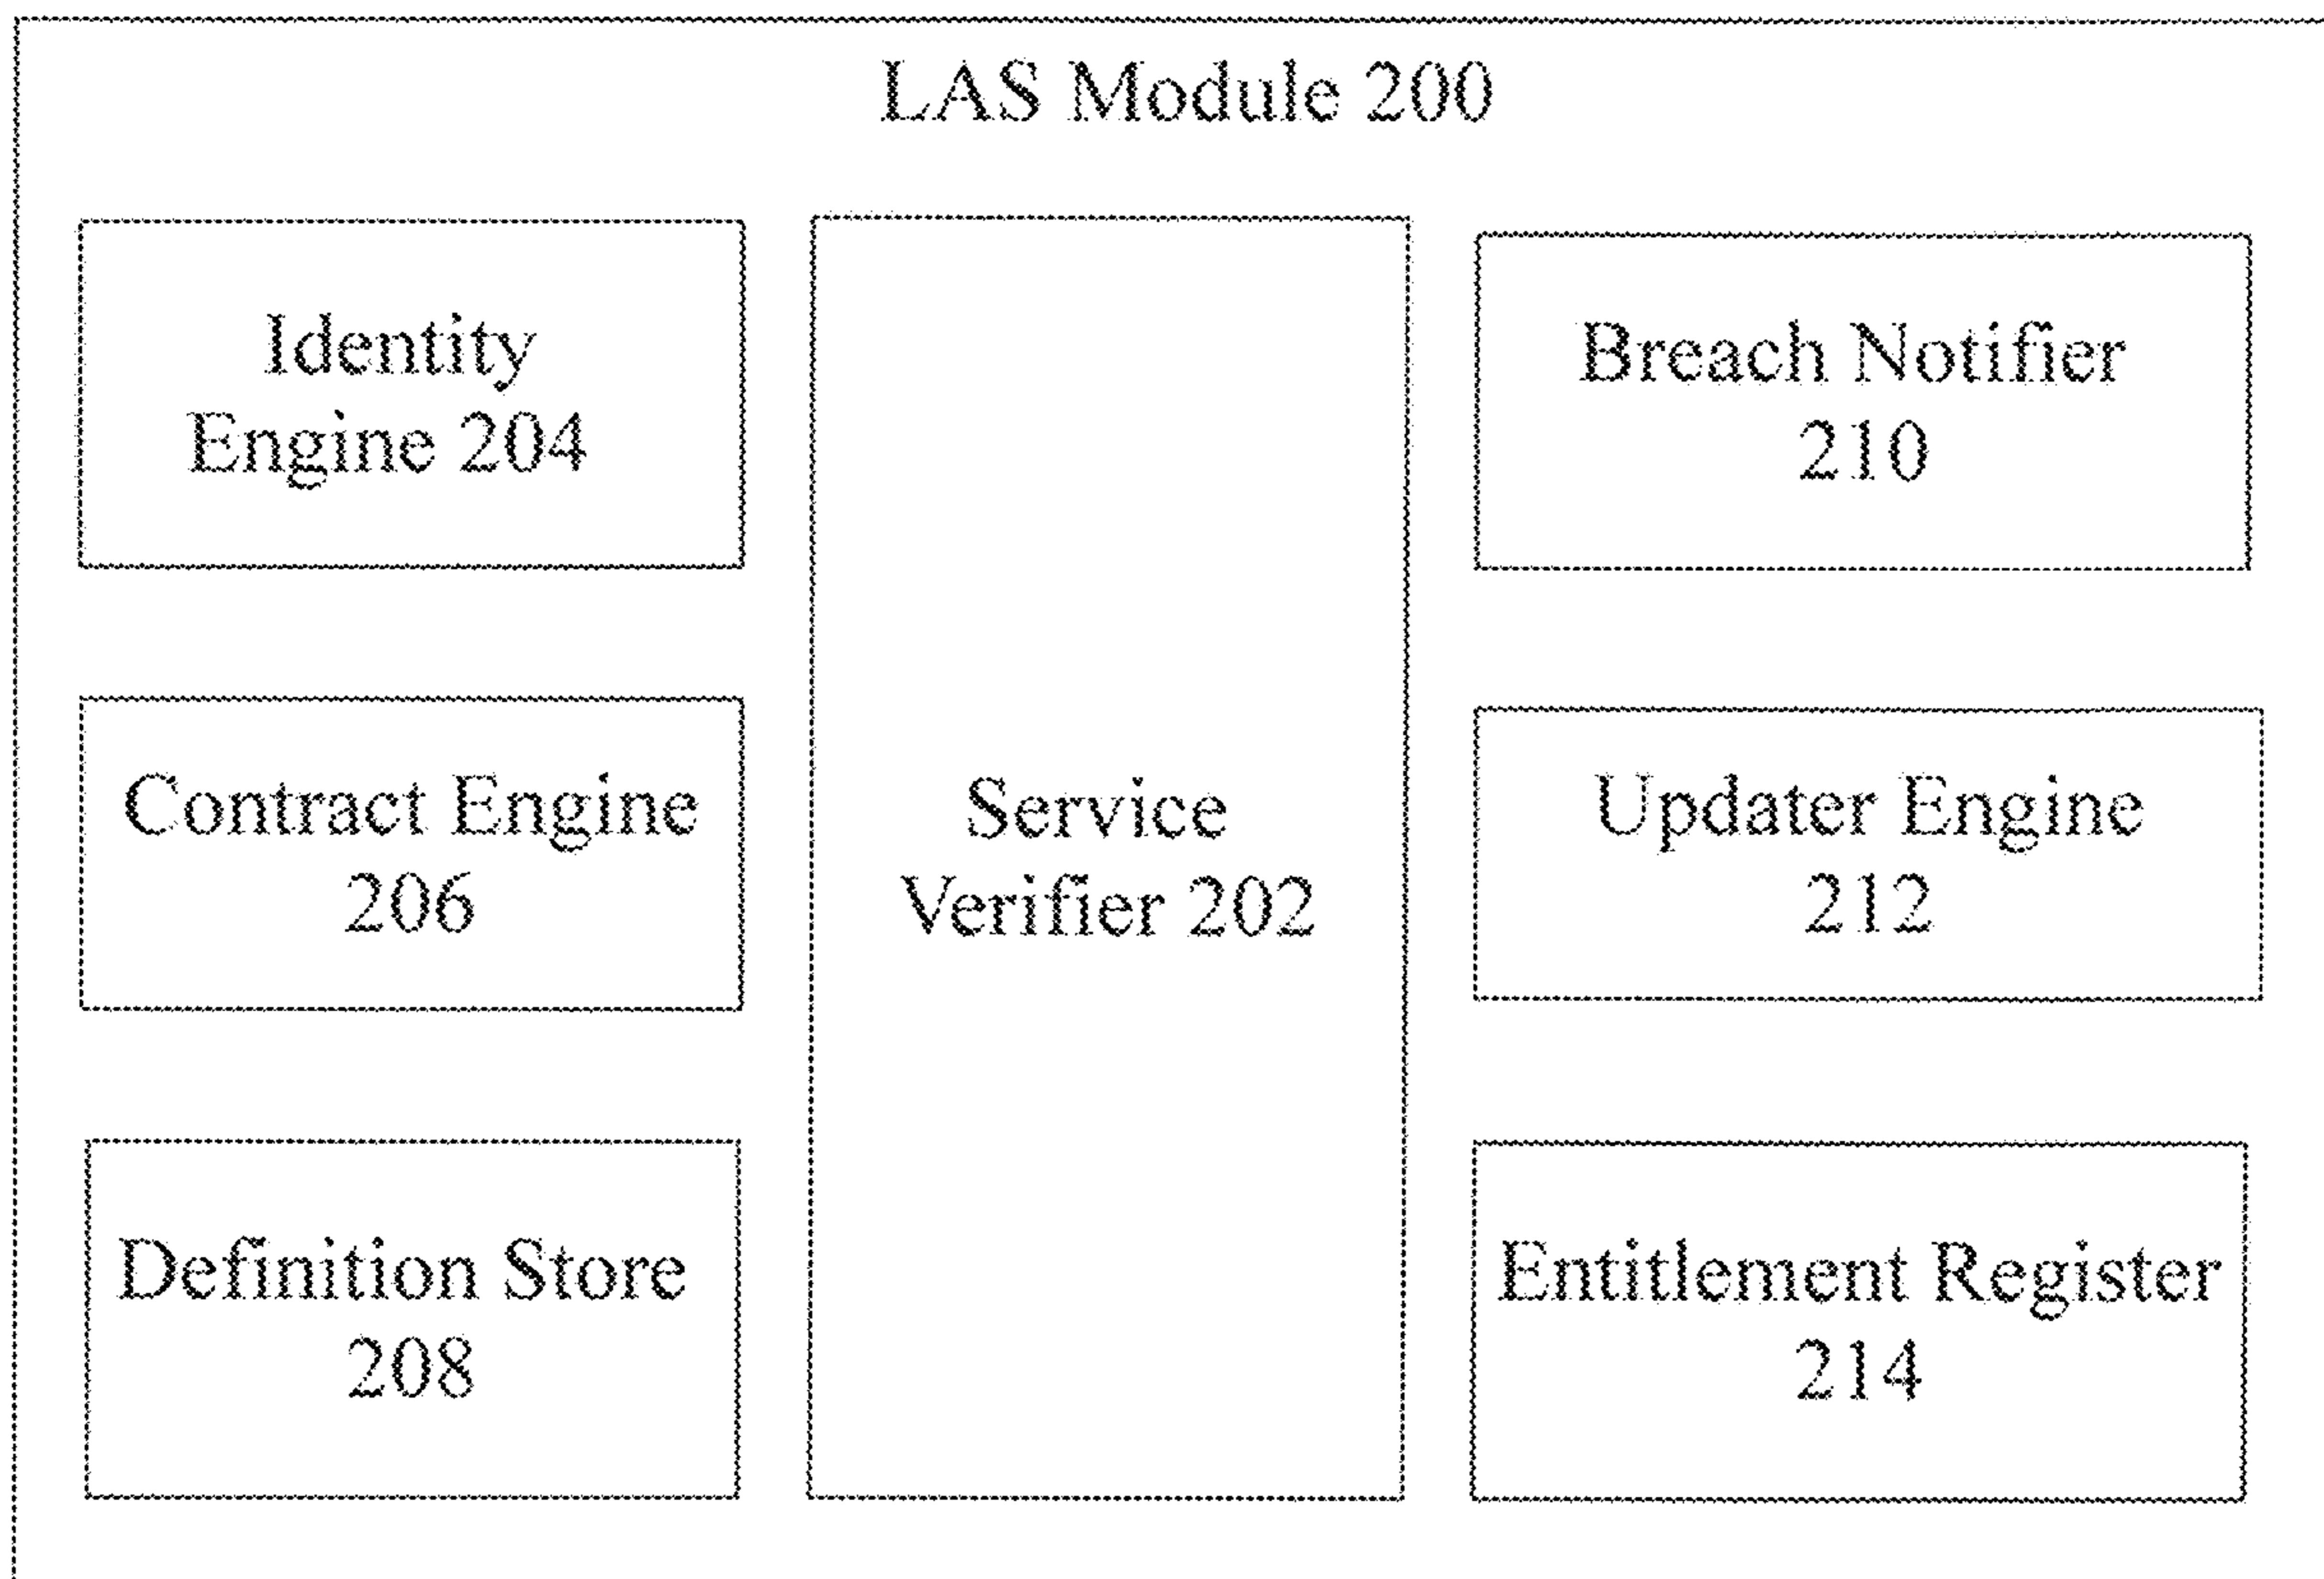 LAS Module 200
Identity
Engine 204
Contract Engine
206
Definition Store
208
Service
Verifier 202
Breach Notifier
210
Updater Engine
212
Entitlement Register
214